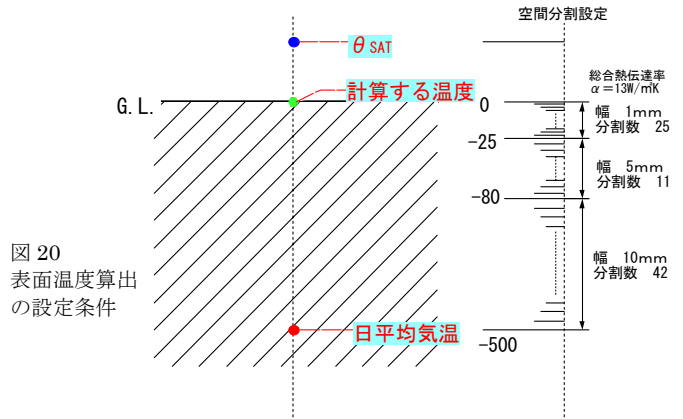 空間分割設定
θ SAT
総合熱伝達率
α＝13W/㎡K
計算する温度
G.L.
0
幅 1mm
分割数 25
-25
幅 5mm
分割数 11
-80
図 20
表面温度算出
の設定条件
幅 10mm
分割数 42
日平均気温
-500